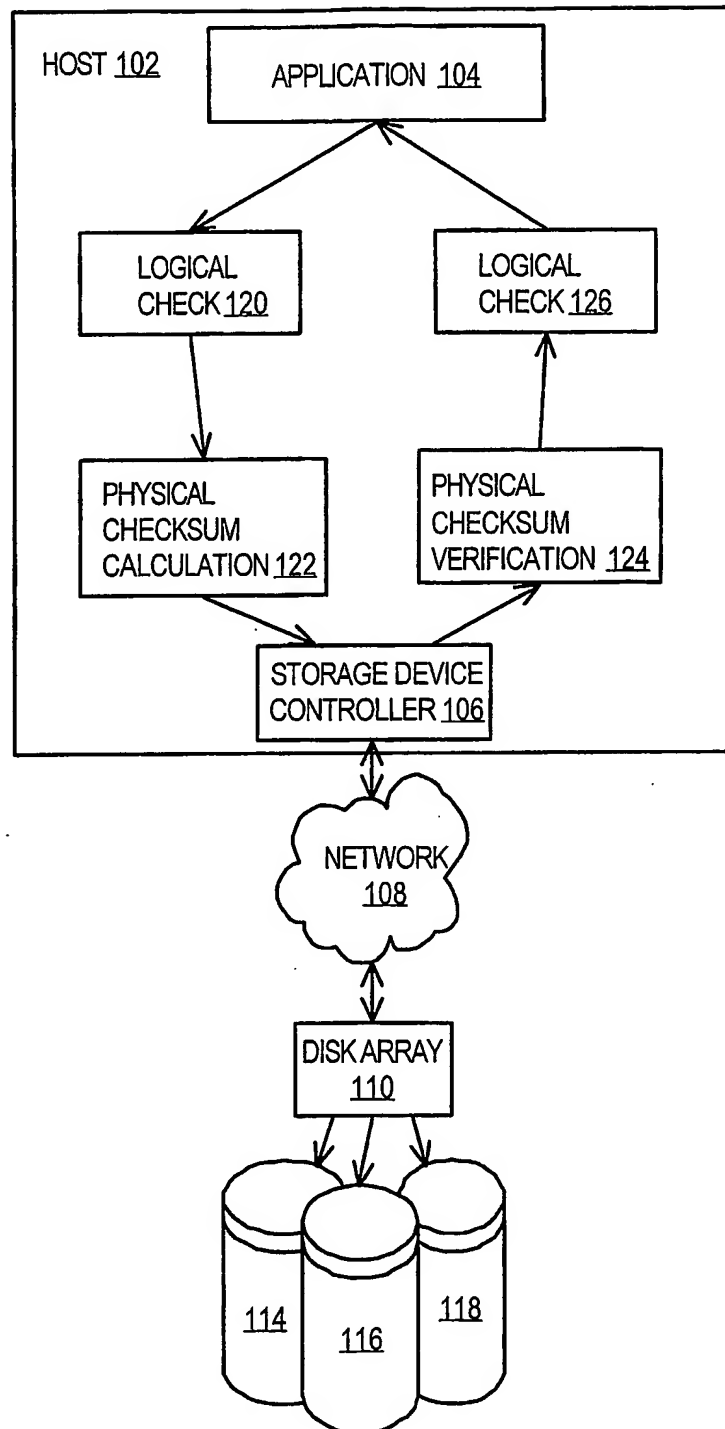 HOST 102
APPLICATION 104
LOGICAL
CHECK 120
LOGICAL
CHECK 126
PHYSICAL
CHECKSUM
CALCULATION 122
PHYSICAL
CHECKSUM
VERIFICATION 124
STORAGE DEVICE
CONTROLLER 106
NETWORK
108
DISK ARRAY
110
114
116
118